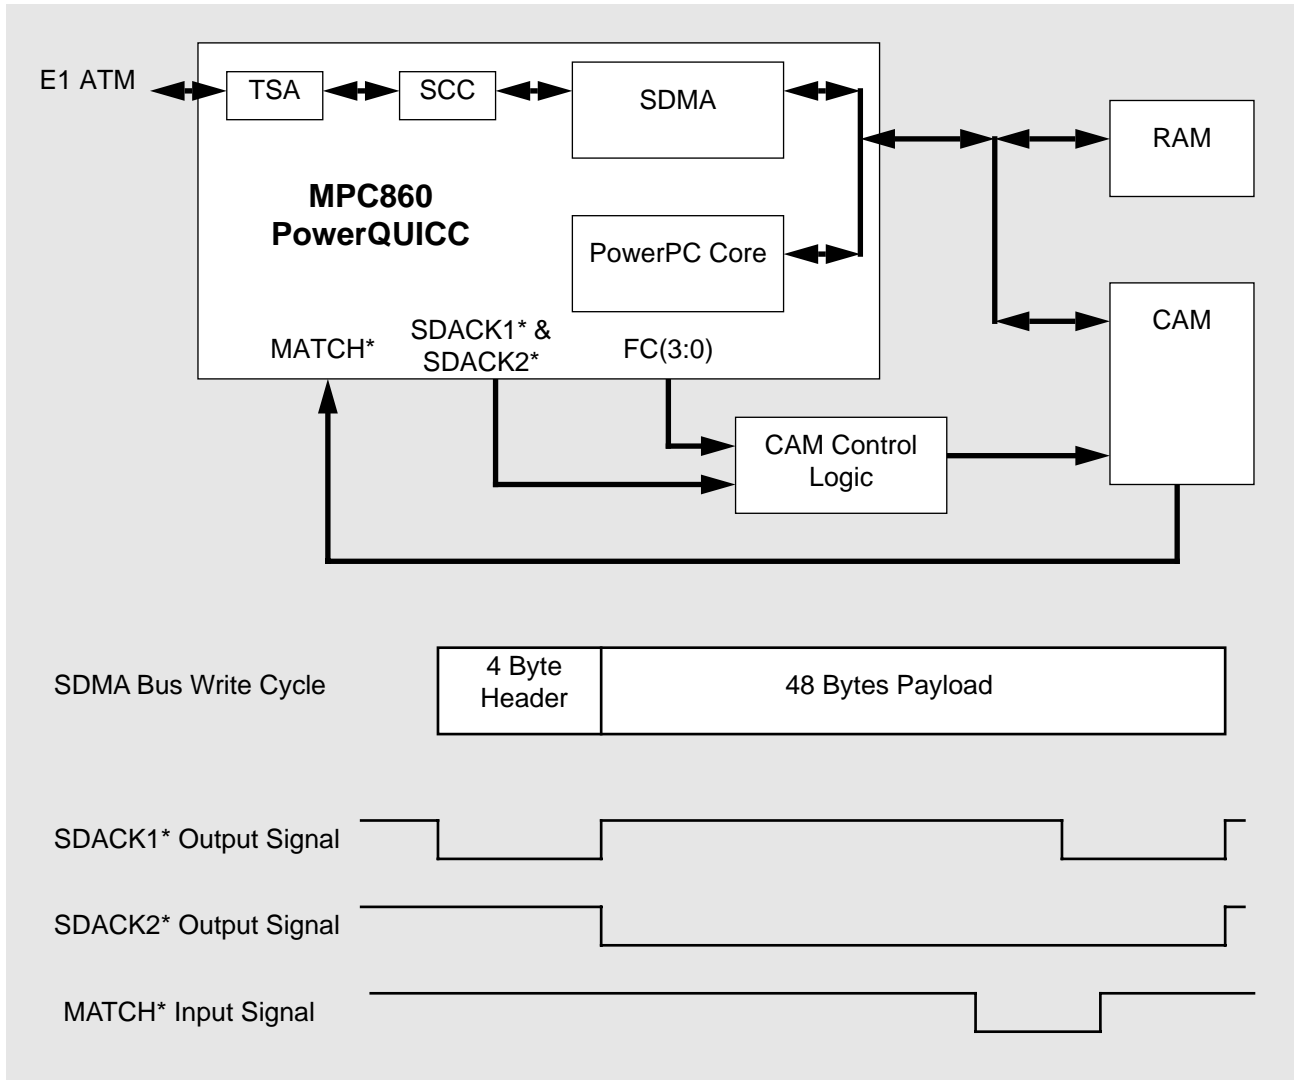 E1 ATM
TSA
SCC
SDMA
RAM
MPC860
PowerQUICC
PowerPC Core
CAM
MATCH*
SDACK1* &
SDACK2*
FC(3:0)
CAM Control
Logic
SDMA Bus Write Cycle
4 Byte
Header
48 Bytes Payload
SDACK1* Output Signal
SDACK2* Output Signal
MATCH* Input Signal